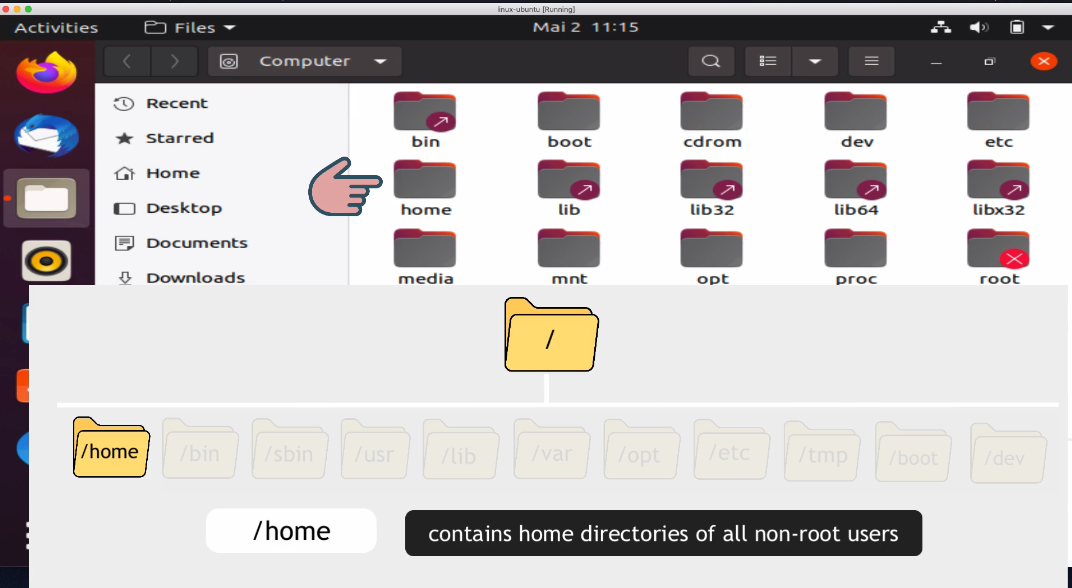 linux-ubuntu [Running]
Activities Files Mai 2 11:15
Computer
Recent
Starred
Home
Desktop
Documents
Downloads
bin boot cdrom dev etc
home lib lib32 lib64 libx32
media mnt opt proc root
/
/home /bin /sbin /usr /lib /var /opt /etc /tmp /boot /dev
/home contains home directories of all non-root users